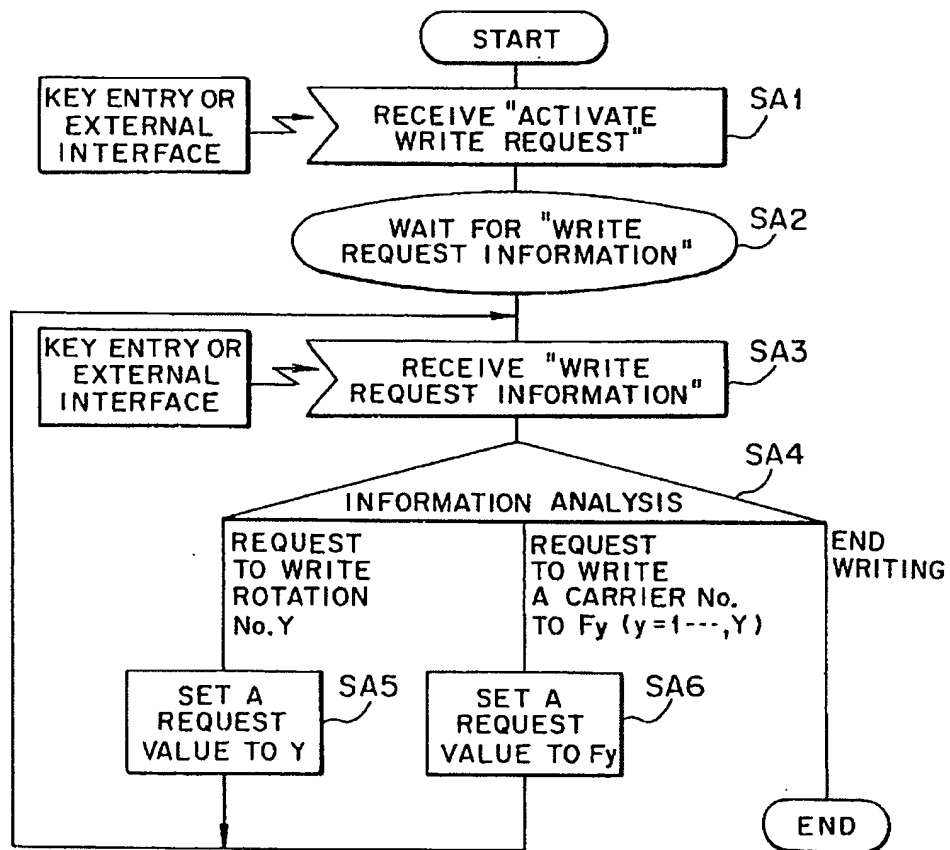 START
KEY ENTRY OR
EXTERNAL
INTERFACE
RECEIVE "ACTIVATE
WRITE REQUEST"
SA1
WAIT FOR "WRITE
REQUEST INFORMATION"
SA2
KEY ENTRY OR
EXTERNAL
INTERFACE
RECEIVE "WRITE
REQUEST INFORMATION"
SA3
INFORMATION ANALYSIS
SA4
REQUEST
TO WRITE
ROTATION
No.Y
REQUEST
TO WRITE
A CARRIER No.
TO Fy (y=1---,Y)
END
WRITING
SET A
REQUEST
VALUE TO Y
SA5
SET A
REQUEST
VALUE TO Fy
SA6
END